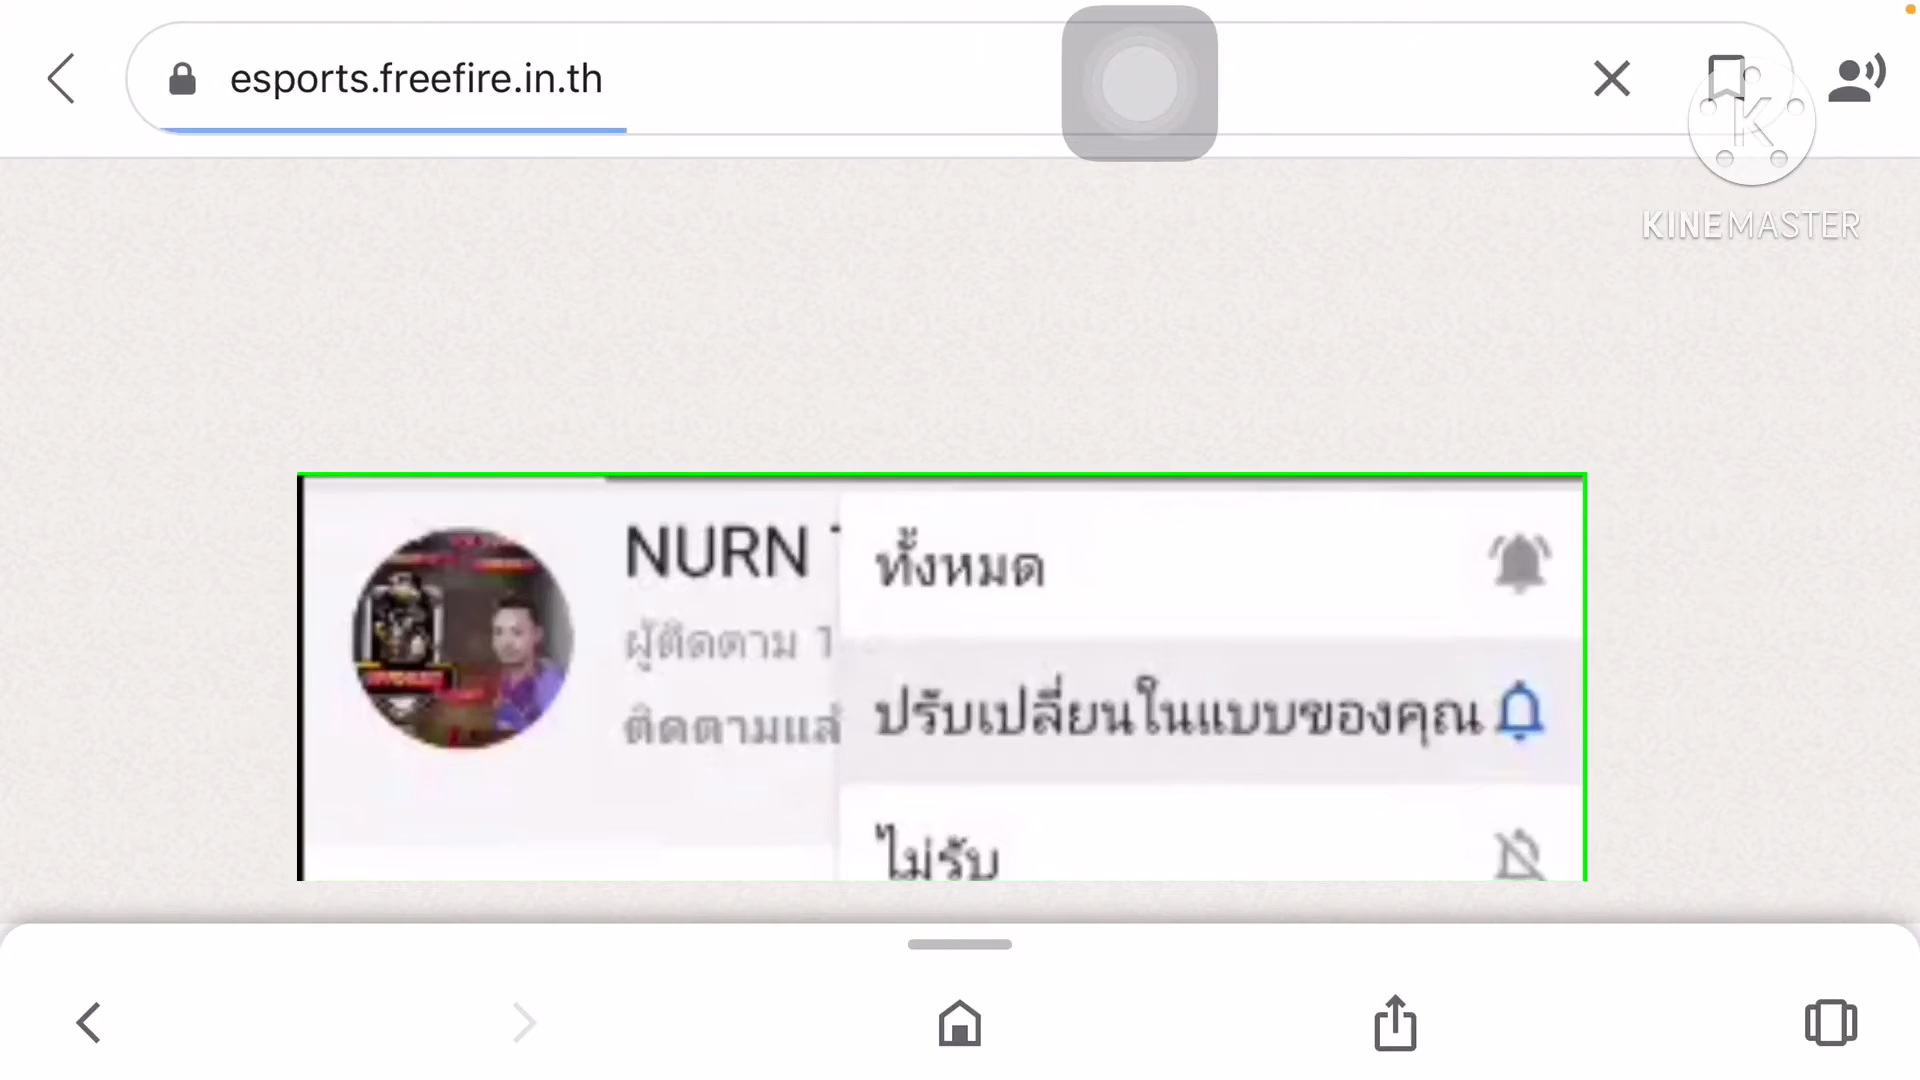 esports.freefire.in.th
KINEMASTER
NURN
ทั้งหมด
ผู้ติดตาม 1
ปรับเปลี่ยนในแบบของคุณ
ติดตามแล้
ไม่รับ